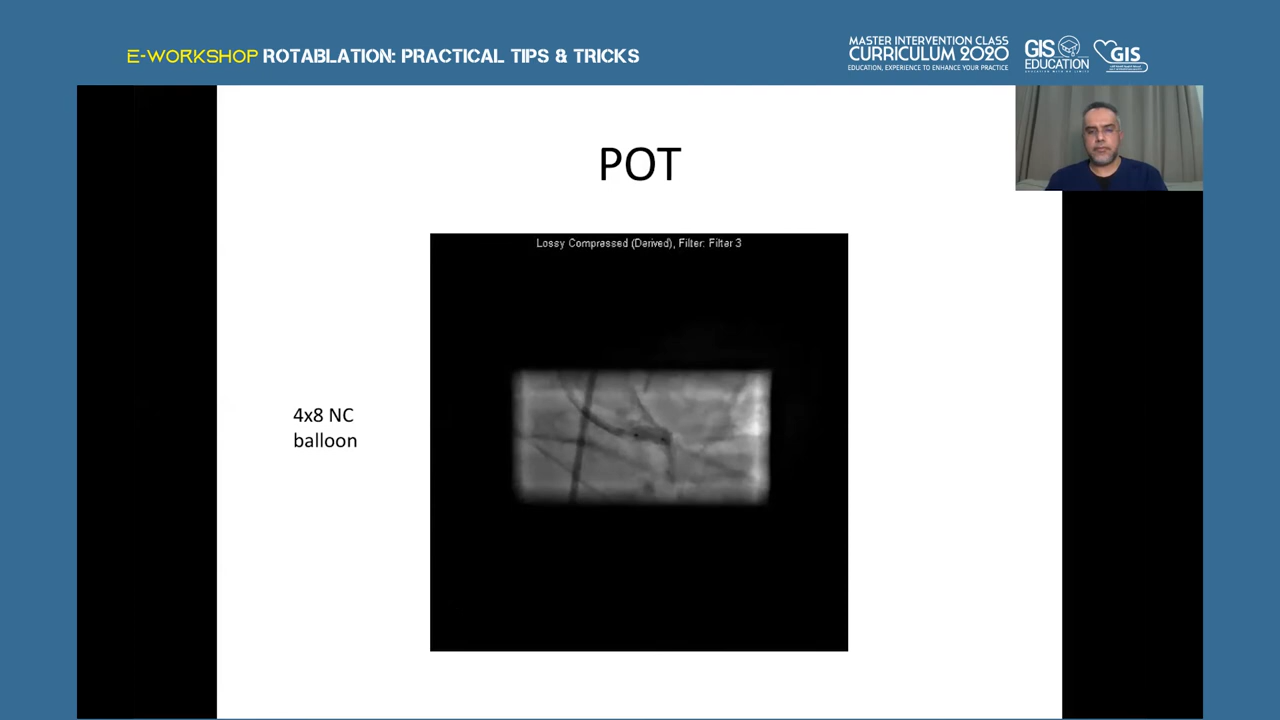 E-WORKSHOP ROTABLATION: PRACTICAL TIPS & TRICKS
MASTER INTERVENTION CLASS
CURRICULUM 2020
EDUCATION, EXPERIENCE TO ENHANCE YOUR PRACTICE
GIS
EDUCATION
GIS
POT
Lossy Compressed (Derived), Filter: Filter 3
4x8 NC
balloon